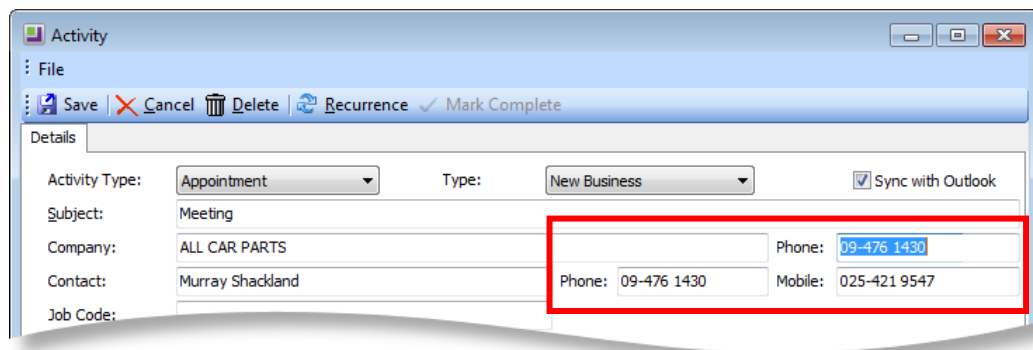 Activity
File
Save Cancel Delete Recurrence Mark Complete
Details
Activity Type: Appointment Type: New Business Sync with Outlook
Subject: Meeting
Company: ALL CAR PARTS Phone: 09-476 1430
Contact: Murray Shackland Phone: 09-476 1430 Mobile: 025-421 9547
Job Code: